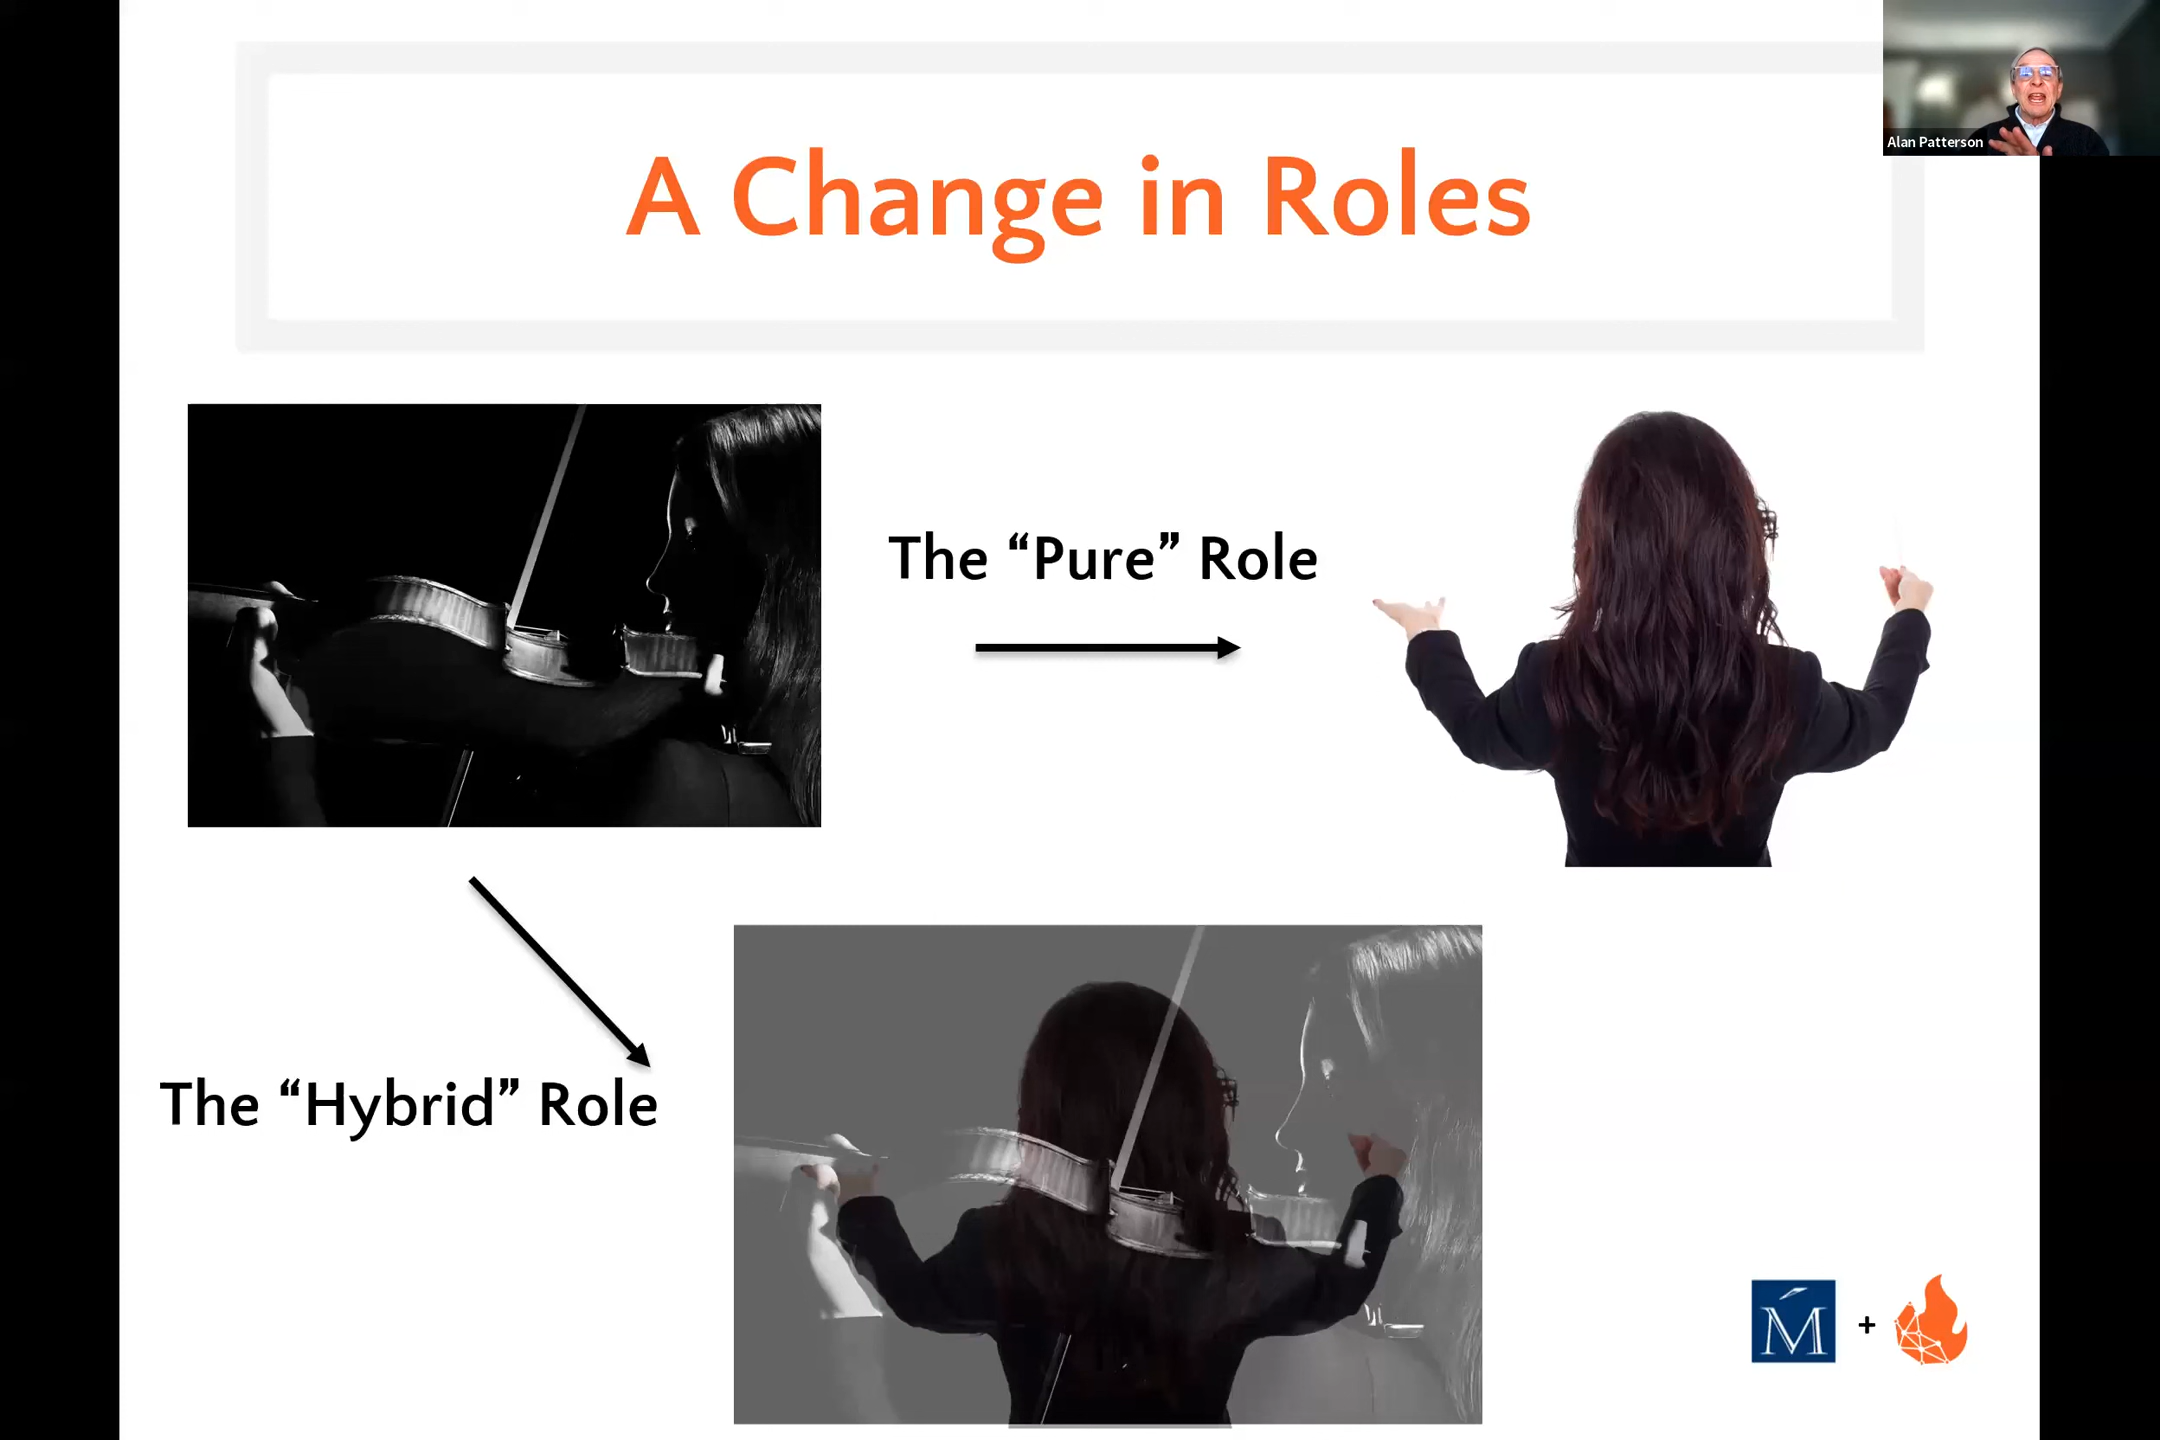 Alan Patterson
A Change in Roles
The “Pure” Role
The “Hybrid” Role
M
+